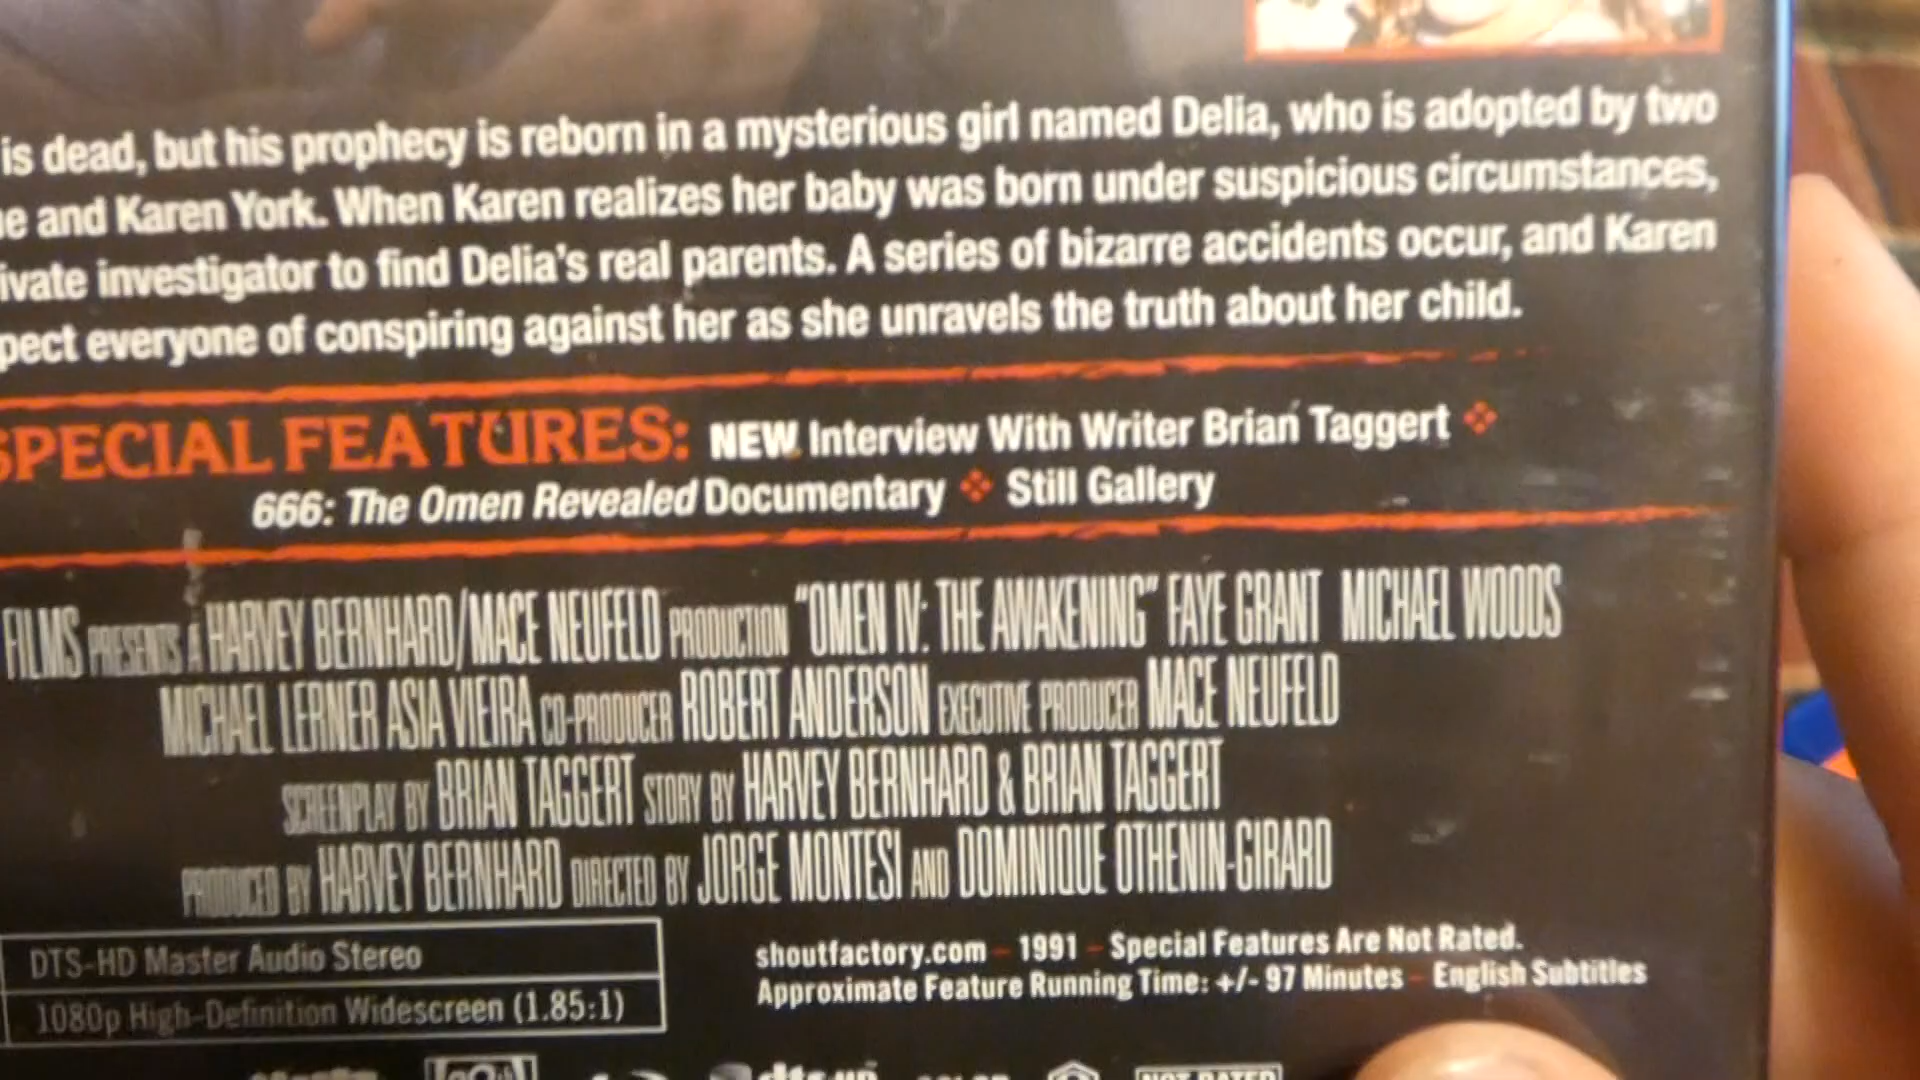 is dead, but his prophecy is reborn in a mysterious girl named Delia, who is adopted by two
and Karen York. When Karen realizes her baby was born under suspicious circumstances,
investigator to find Delia's real parents. A series of bizarre accidents occur, and Karen
everyone of conspiring against her as she unravels the truth about her child.
SPECIAL FEATURES: NEW Interview With Writer Brian Taggert
666: The Omen Revealed Documentary Still Gallery
FILMS PRESENTS A HARVEY BERNHARD/MACE NEUFELD PRODUCTION "OMEN IV: THE AWAKENING" FAYE GRANT MICHAEL WOODS
MICHAEL LERNER ASIA VIEIRA CO-PRODUCER ROBERT ANDERSON EXECUTIVE PRODUCER MACE NEUFELD
SCREENPLAY BY BRIAN TAGGERT STORY BY HARVEY BERNHARD & BRIAN TAGGERT
PRODUCED BY HARVEY BERNHARD DIRECTED BY JORGE MONTESI AND DOMINIQUE OTHENIN-GIRARD
DTS-HD Master Audio Stereo
1080p High-Definition Widescreen (1.85:1)
shoutfactory.com – 1991 – Special Features Are Not Rated.
Approximate Feature Running Time: +/- 97 Minutes – English Subtitles
NOT RATED